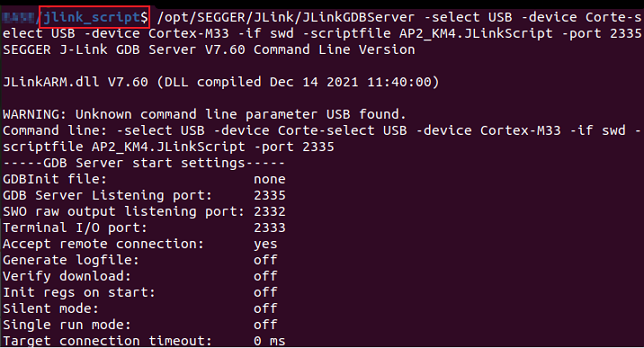 /jlink_script$ /opt/SEGGER/JLink/JLinkGDBServer -select USB -device Corte-s
elect USB -device Cortex-M33 -if swd -scriptfile AP2_KM4.JLinkScript -port 2335
SEGGER J-Link GDB Server V7.60 Command Line Version
JLinkARM.dll V7.60 (DLL compiled Dec 14 2021 11:40:00)
WARNING: Unknown command line parameter USB found.
Command line: -select USB -device Corte-select USB -device Cortex-M33 -if swd -
scriptfile AP2_KM4.JLinkScript -port 2335
-----GDB Server start settings-----
GDBInit file: none
GDB Server Listening port: 2335
SWO raw output listening port: 2332
Terminal I/O port: 2333
Accept remote connection: yes
Generate logfile: off
Verify download: off
Init regs on start: off
Silent mode: off
Single run mode: off
Target connection timeout: 0 ms